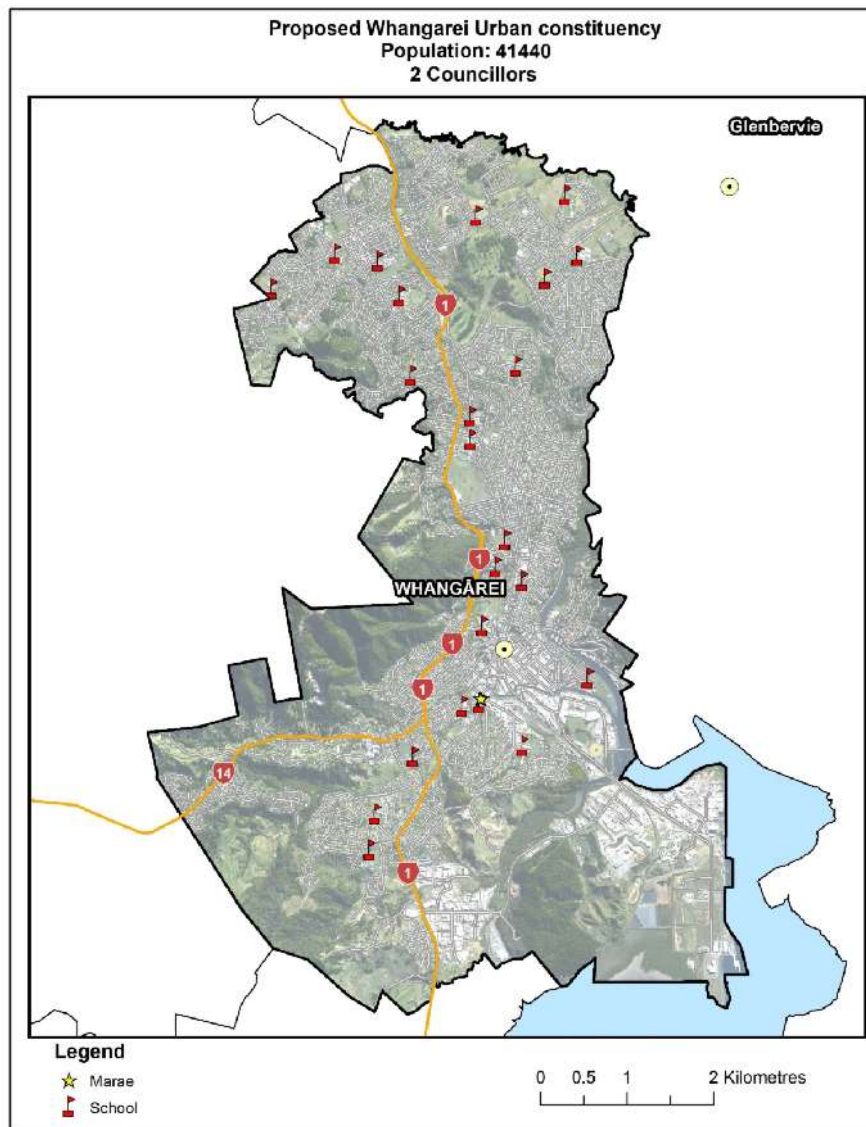 Proposed Whangarei Urban constituency
Population: 41440
2 Councillors
Glenbervie
1
1
WHANGĀREI
1
1
14
1
Legend
Marae
School
0 0.5 1 2 Kilometres